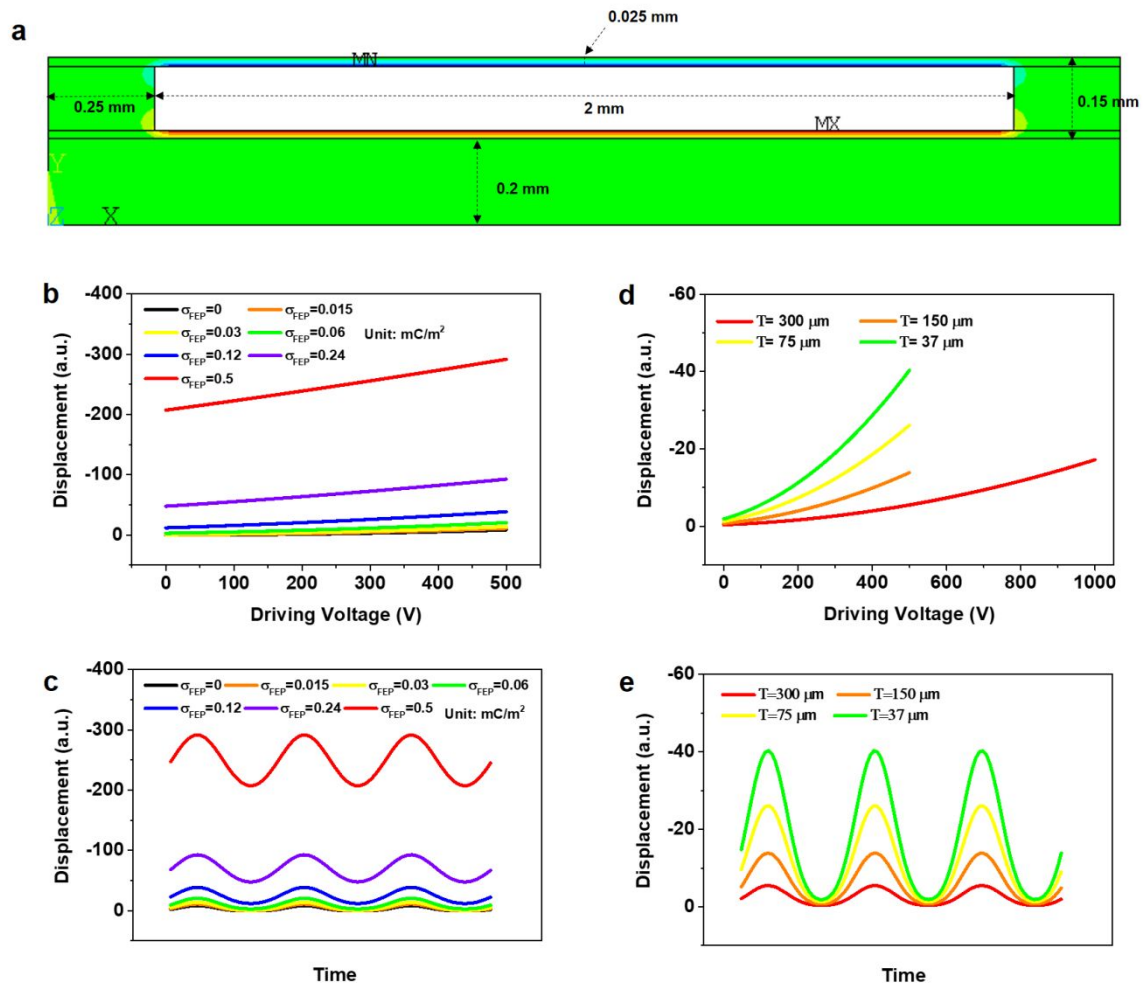 a
0.025 mm
MN
0.25 mm
2 mm
0.15 mm
MX
0.2 mm
Y
Z
X
b
-400
-300
-200
-100
0
Displacement (a.u.)
σFEP=0
σFEP=0.015
σFEP=0.03
σFEP=0.06
Unit: mC/m²
σFEP=0.12
σFEP=0.24
σFEP=0.5
0 100 200 300 400 500
Driving Voltage (V)
d
-60
-40
-20
0
Displacement (a.u.)
T= 300 μm
T= 150 μm
T= 75 μm
T= 37 μm
0 200 400 600 800 1000
Driving Voltage (V)
c
-400
-300
-200
-100
0
Displacement (a.u.)
σFEP=0 σFEP=0.015 σFEP=0.03 σFEP=0.06
σFEP=0.12 σFEP=0.24 σFEP=0.5 Unit: mC/m²
Time
e
-60
-40
-20
0
Displacement (a.u.)
T=300 μm
T=150 μm
T=75 μm
T=37 μm
Time